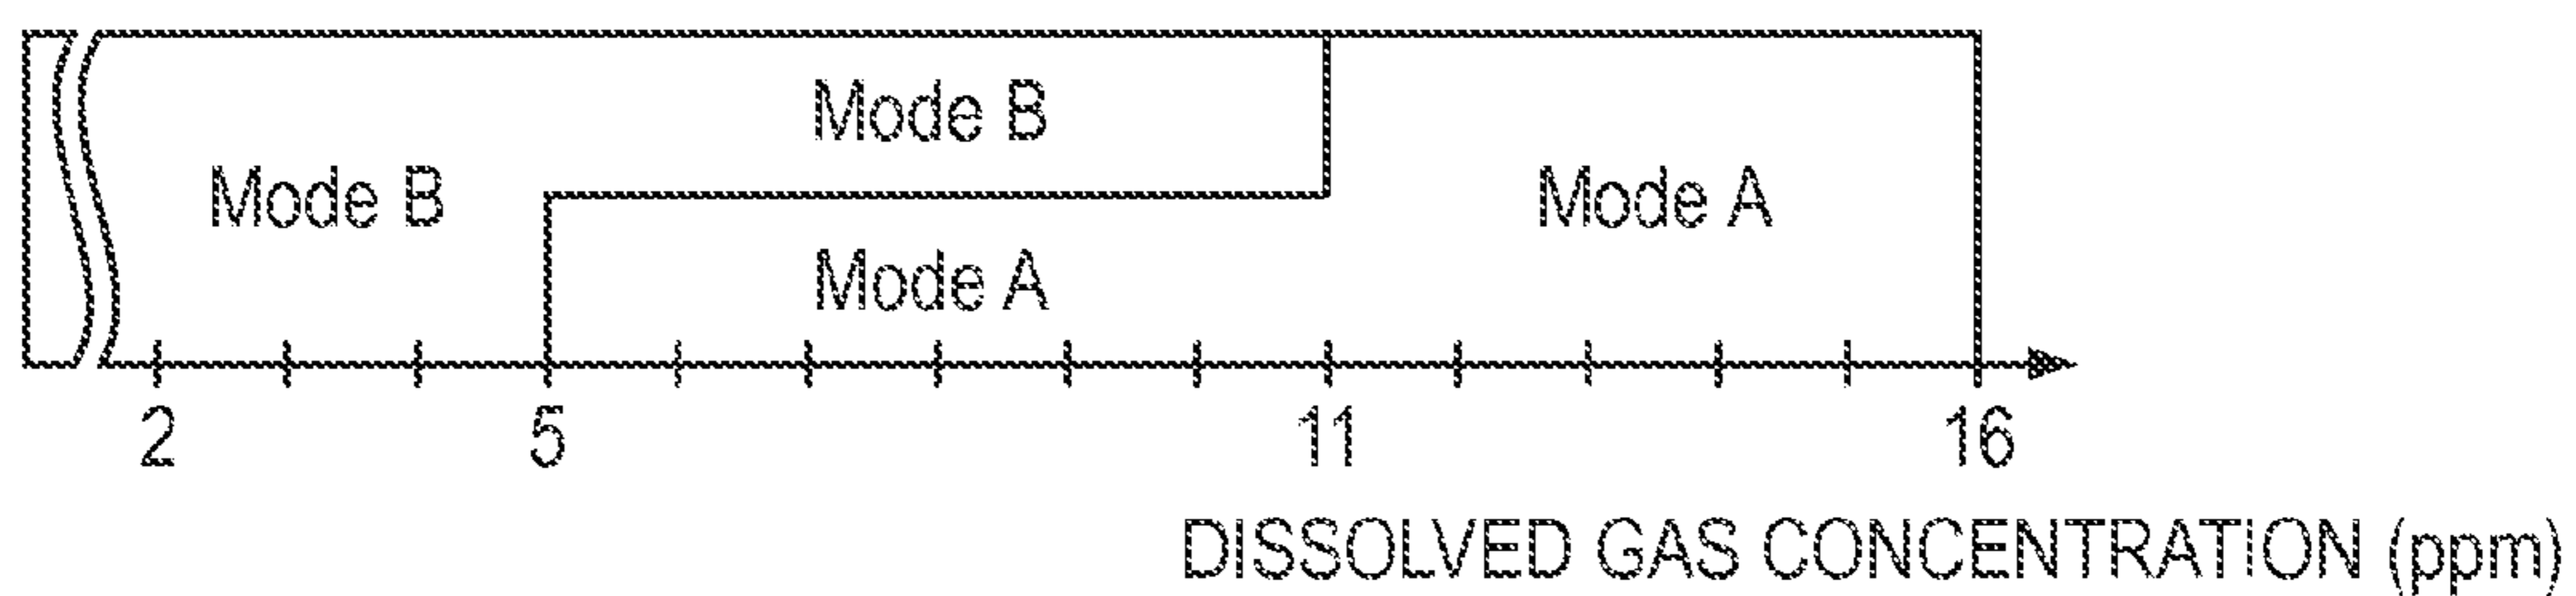 Mode B
Mode B
Mode A
Mode A
2 5 11 16
DISSOLVED GAS CONCENTRATION (ppm)